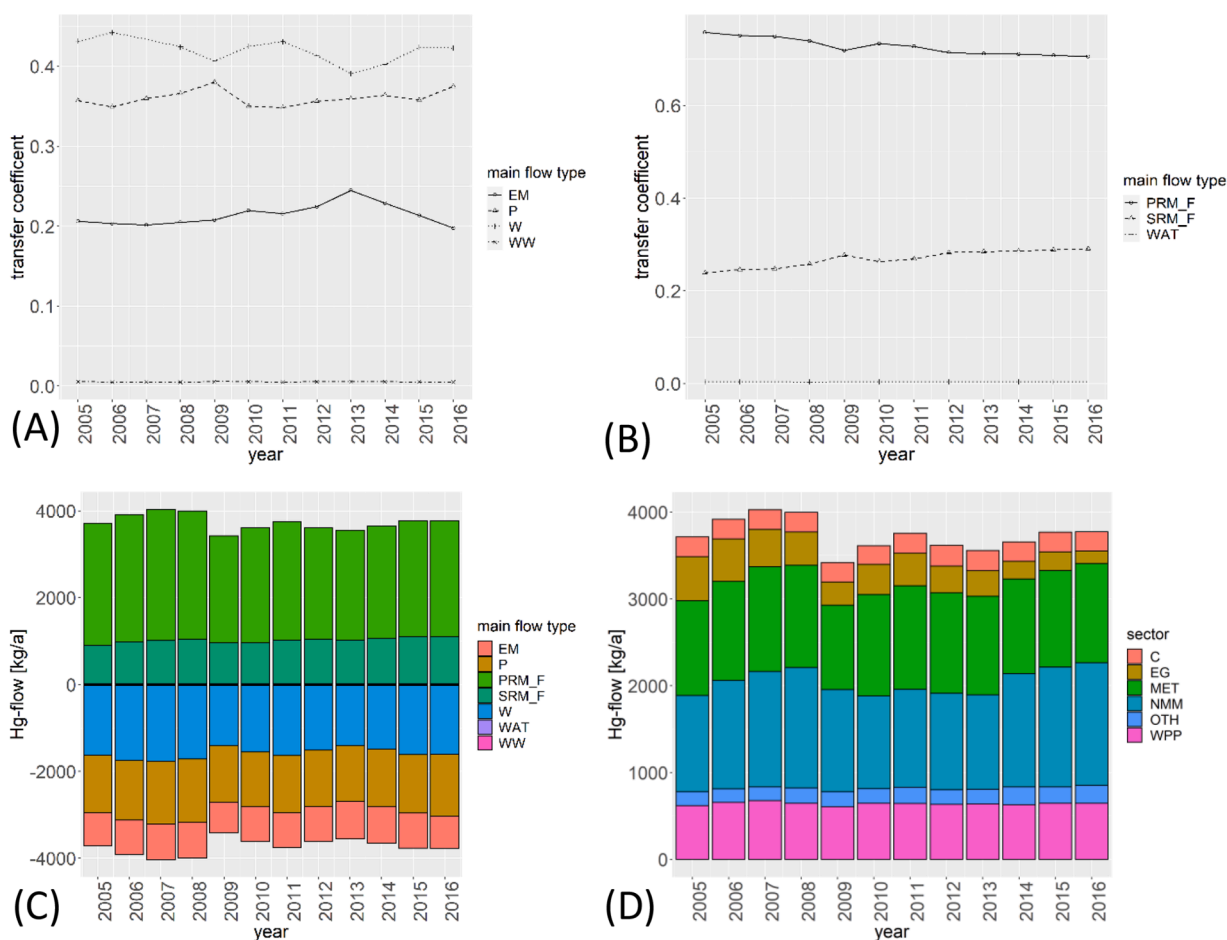 0.4
0.3
0.2
0.1
0.0
transfer coefficent
2005 2006 2007 2008 2009 2010 2011 2012 2013 2014 2015 2016
year
main flow type
EM
P
W
WW
(A)
0.6
0.4
0.2
0.0
transfer coefficient
2005 2006 2007 2008 2009 2010 2011 2012 2013 2014 2015 2016
year
main flow type
PRM_F
SRM_F
WAT
(B)
4000
2000
0
-2000
-4000
Hg-flow [kg/a]
2005 2006 2007 2008 2009 2010 2011 2012 2013 2014 2015 2016
year
main flow type
EM
P
PRM_F
SRM_F
W
WAT
WW
(C)
4000
3000
2000
1000
0
Hg-flow [kg/a]
2005 2006 2007 2008 2009 2010 2011 2012 2013 2014 2015 2016
year
sector
C
EG
MET
NMM
OTH
WPP
(D)